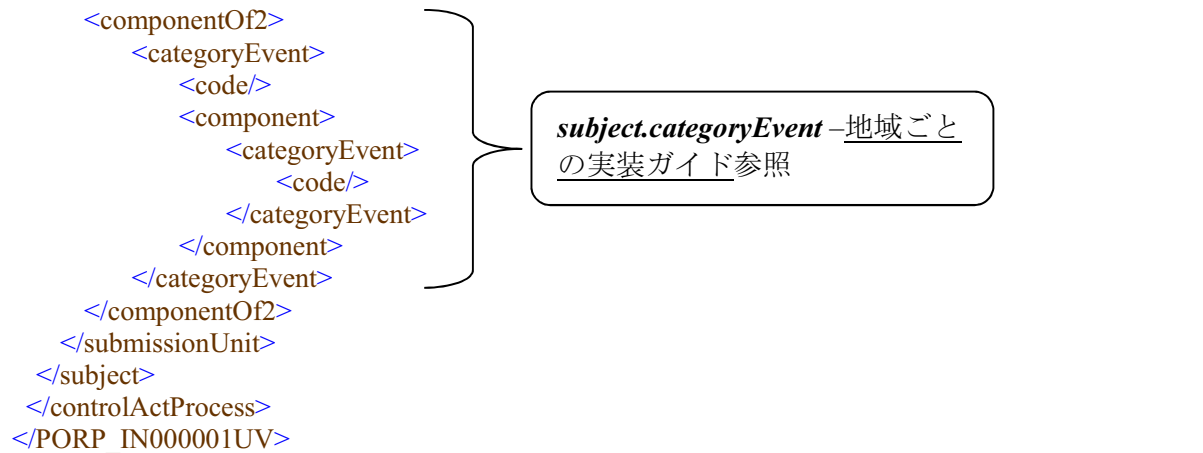 <componentOf2>
<categoryEvent>
<code/>
<component>
<categoryEvent>
<code/>
</categoryEvent>
</component>
</categoryEvent>
</componentOf2>
</submissionUnit>
</subject>
</controlActProcess>
</PORP_IN000001UV>
subject.categoryEvent –地域ごと
の実装ガイド参照